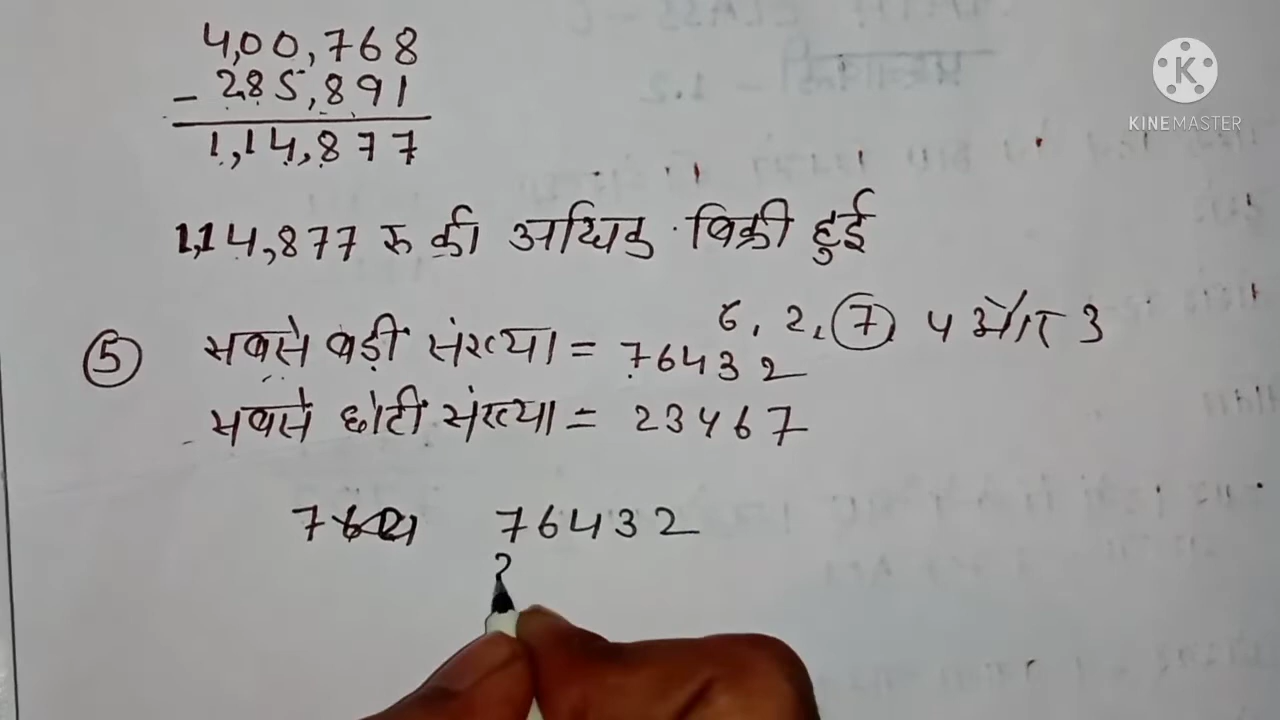 4,00,768
- 285,891
1,14,877
KINEMASTER
1,14,877 रु की अधिक बिक्री हुई
6, 2, 7, 4 और 3
5 सबसे बड़ी संख्या = 76432
सबसे छोटी संख्या = 23467
76432
2